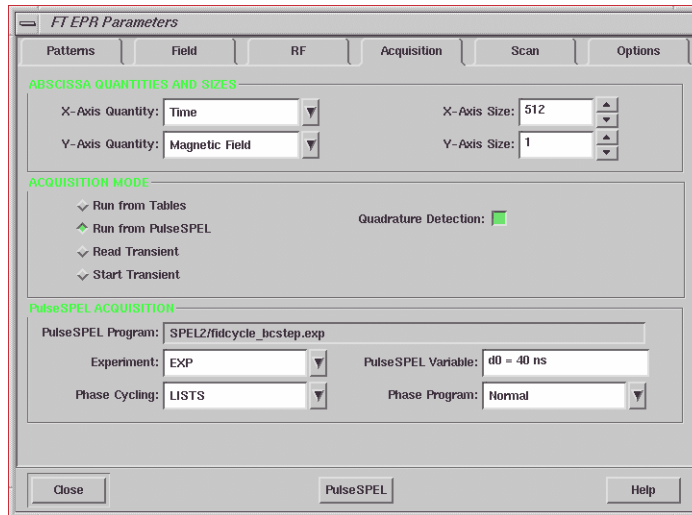 FT EPR Parameters
Patterns Field RF Acquisition Scan Options
ABSCISSA QUANTITIES AND SIZES
X-Axis Quantity: Time X-Axis Size: 512
Y-Axis Quantity: Magnetic Field Y-Axis Size: 1
ACQUISITION MODE
Run from Tables
Quadrature Detection:
Run from PulseSPEL
Read Transient
Start Transient
PulseSPEL ACQUISITION
PulseSPEL Program: SPEL2/fidcycle_bcstep.exp
Experiment: EXP PulseSPEL Variable: d0 = 40 ns
Phase Cycling: LISTS Phase Program: Normal
Close PulseSPEL Help